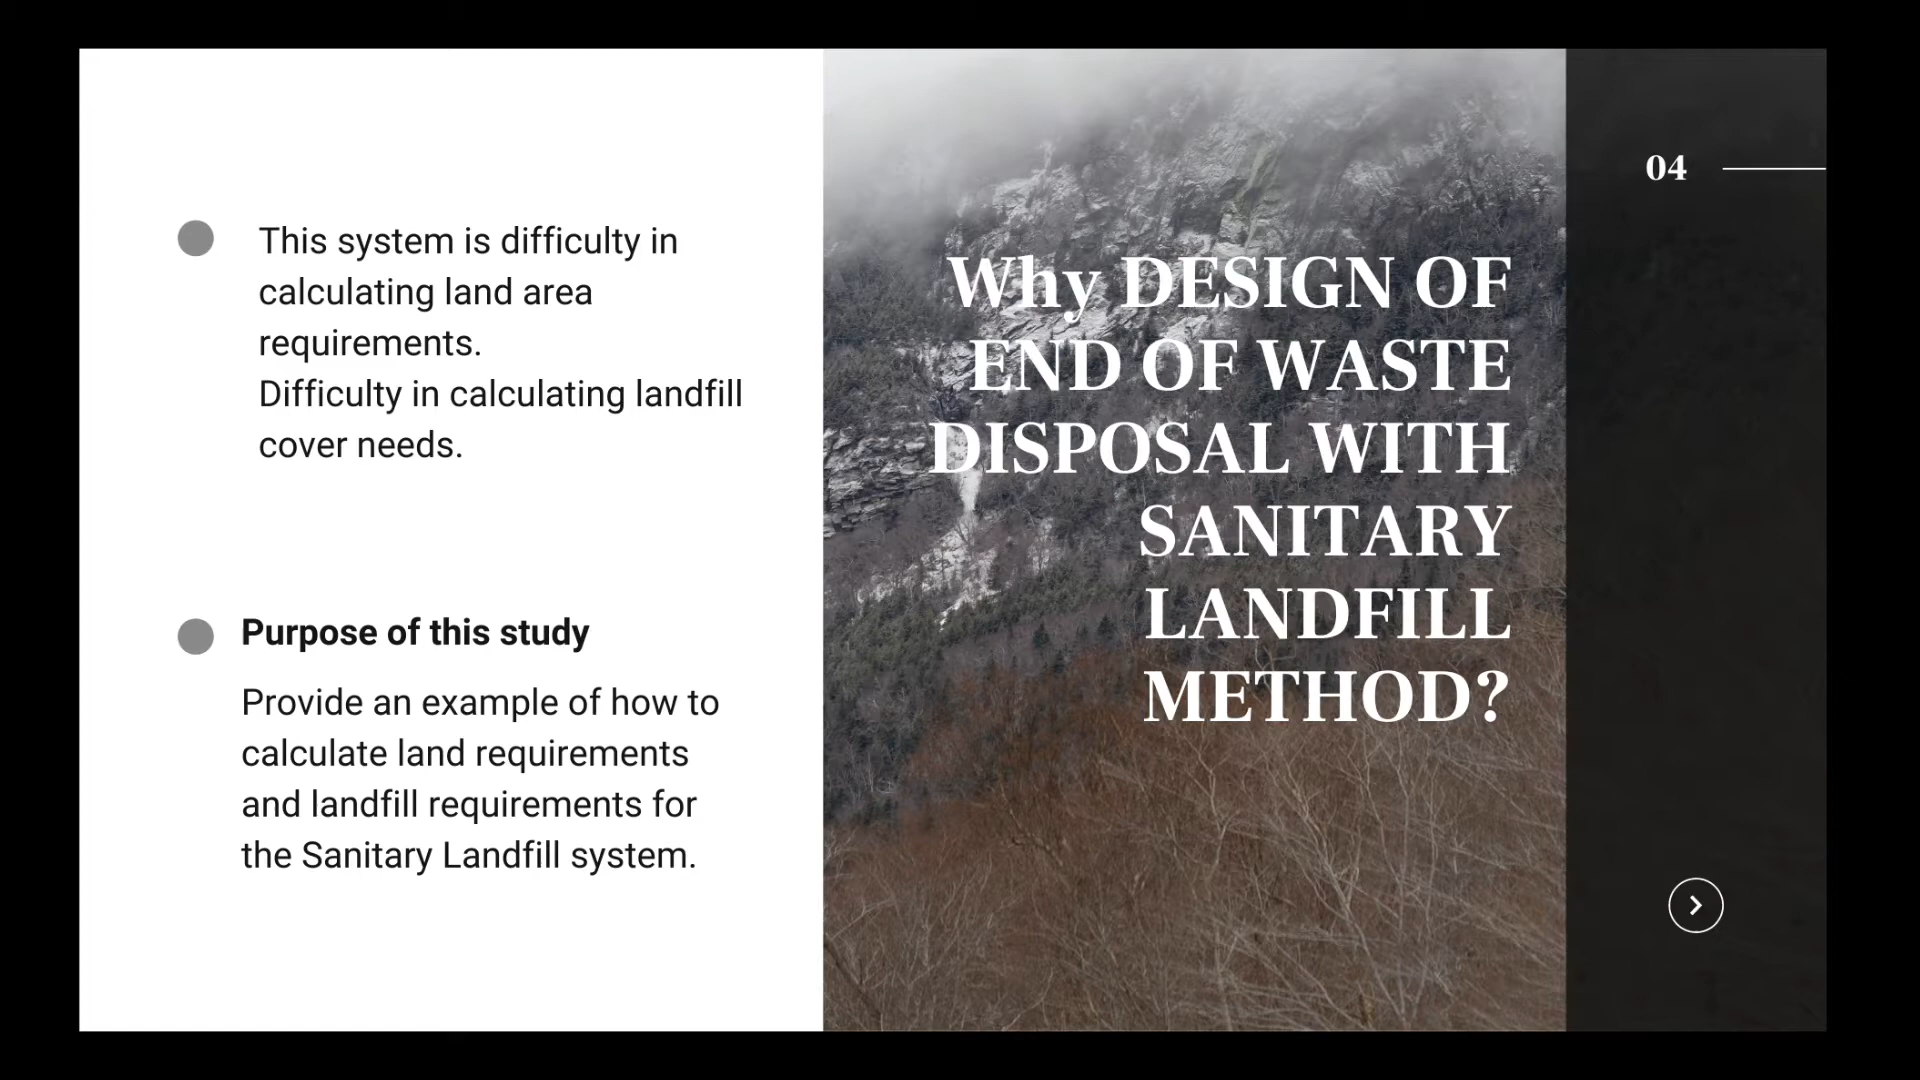 This system is difficulty in
calculating land area
requirements.
Difficulty in calculating landfill
cover needs.
Purpose of this study
Provide an example of how to
calculate land requirements
and landfill requirements for
the Sanitary Landfill system.
Why DESIGN OF
END OF WASTE
DISPOSAL WITH
SANITARY
LANDFILL
METHOD?
04